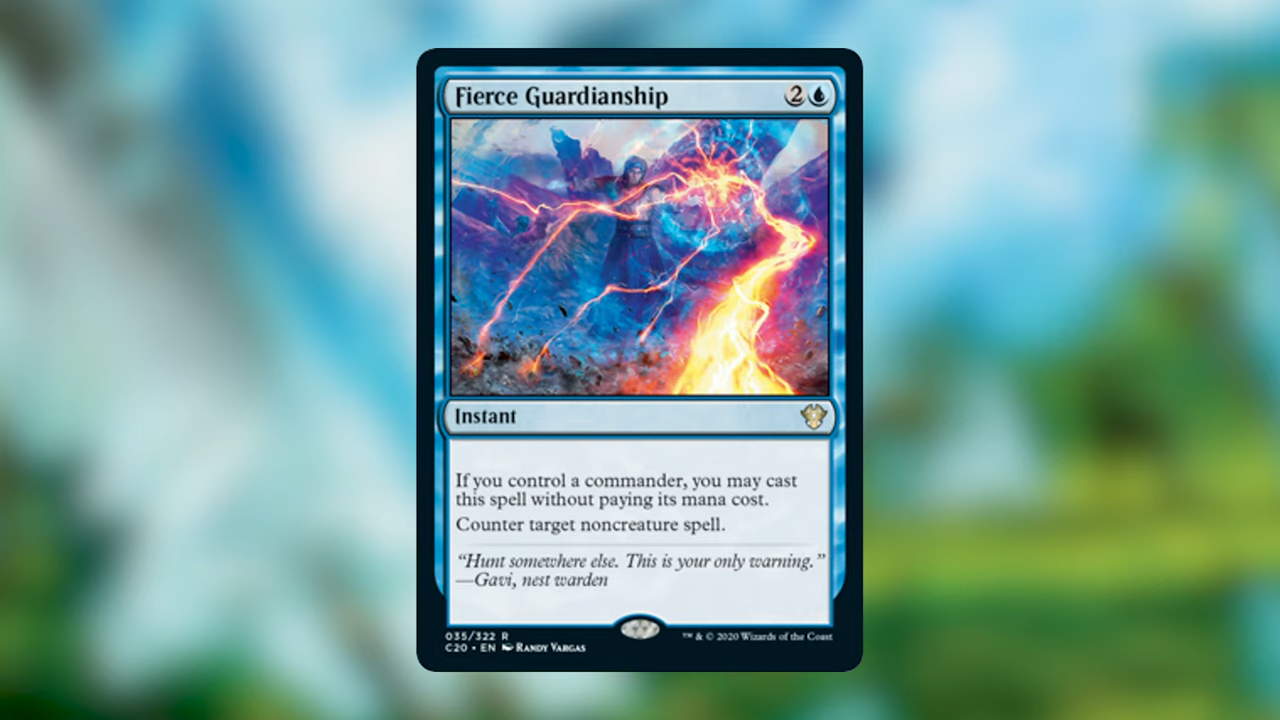 Fierce Guardianship 2
Instant
If you control a commander, you may cast
this spell without paying its mana cost.
Counter target noncreature spell.
“Hunt somewhere else. This is your only warning.”
—Gavi, nest warden
035/322 R ™ & © 2020 Wizards of the Coast
C20 • EN Randy Vargas